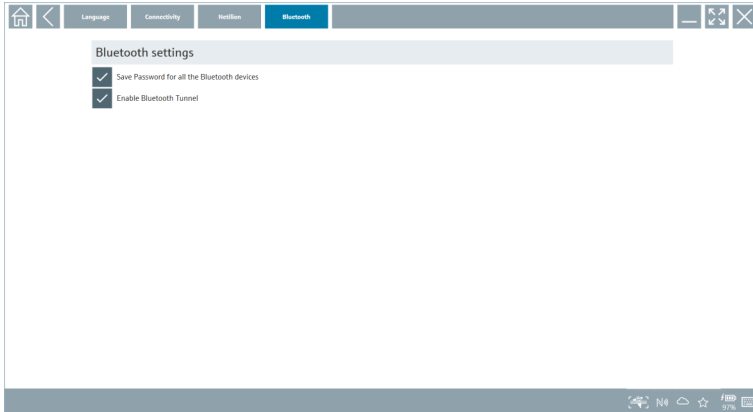 Language Connectivity Netilion Bluetooth
Bluetooth settings
Save Password for all the Bluetooth devices
Enable Bluetooth Tunnel
97%